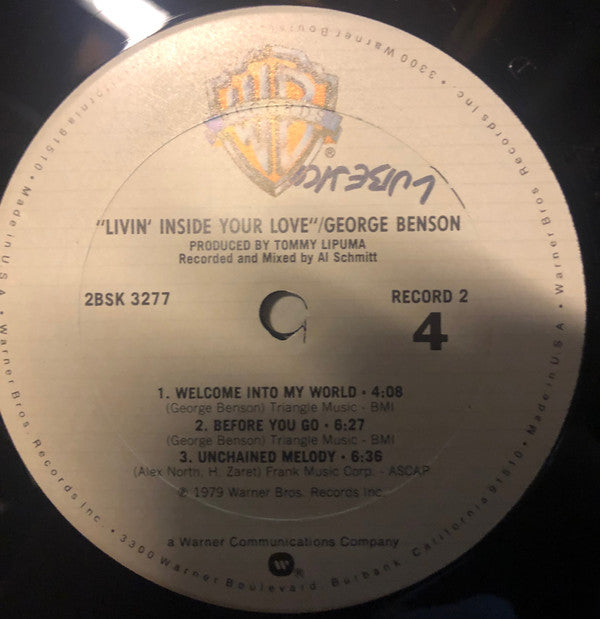 WB
RECORDS
®
"LIVIN' INSIDE YOUR LOVE"/GEORGE BENSON
PRODUCED BY TOMMY LIPUMA
Recorded and Mixed by Al Schmitt
2BSK 3277
RECORD 2
4
1. WELCOME INTO MY WORLD • 4:08
(George Benson) Triangle Music - BMI
2. BEFORE YOU GO • 6:27
(George Benson) Triangle Music - BMI
3. UNCHAINED MELODY • 6:36
(Alex North, H. Zaret) Frank Music Corp. - ASCAP
℗ 1979 Warner Bros. Records Inc.
a Warner Communications Company
®
Made in U.S.A. • Warner Bros. Records Inc. • 3300 Warner Boulevard, Burbank, California 91510 • Made in U.S.A. • Warner Bros. Records Inc. • 3300 Warner